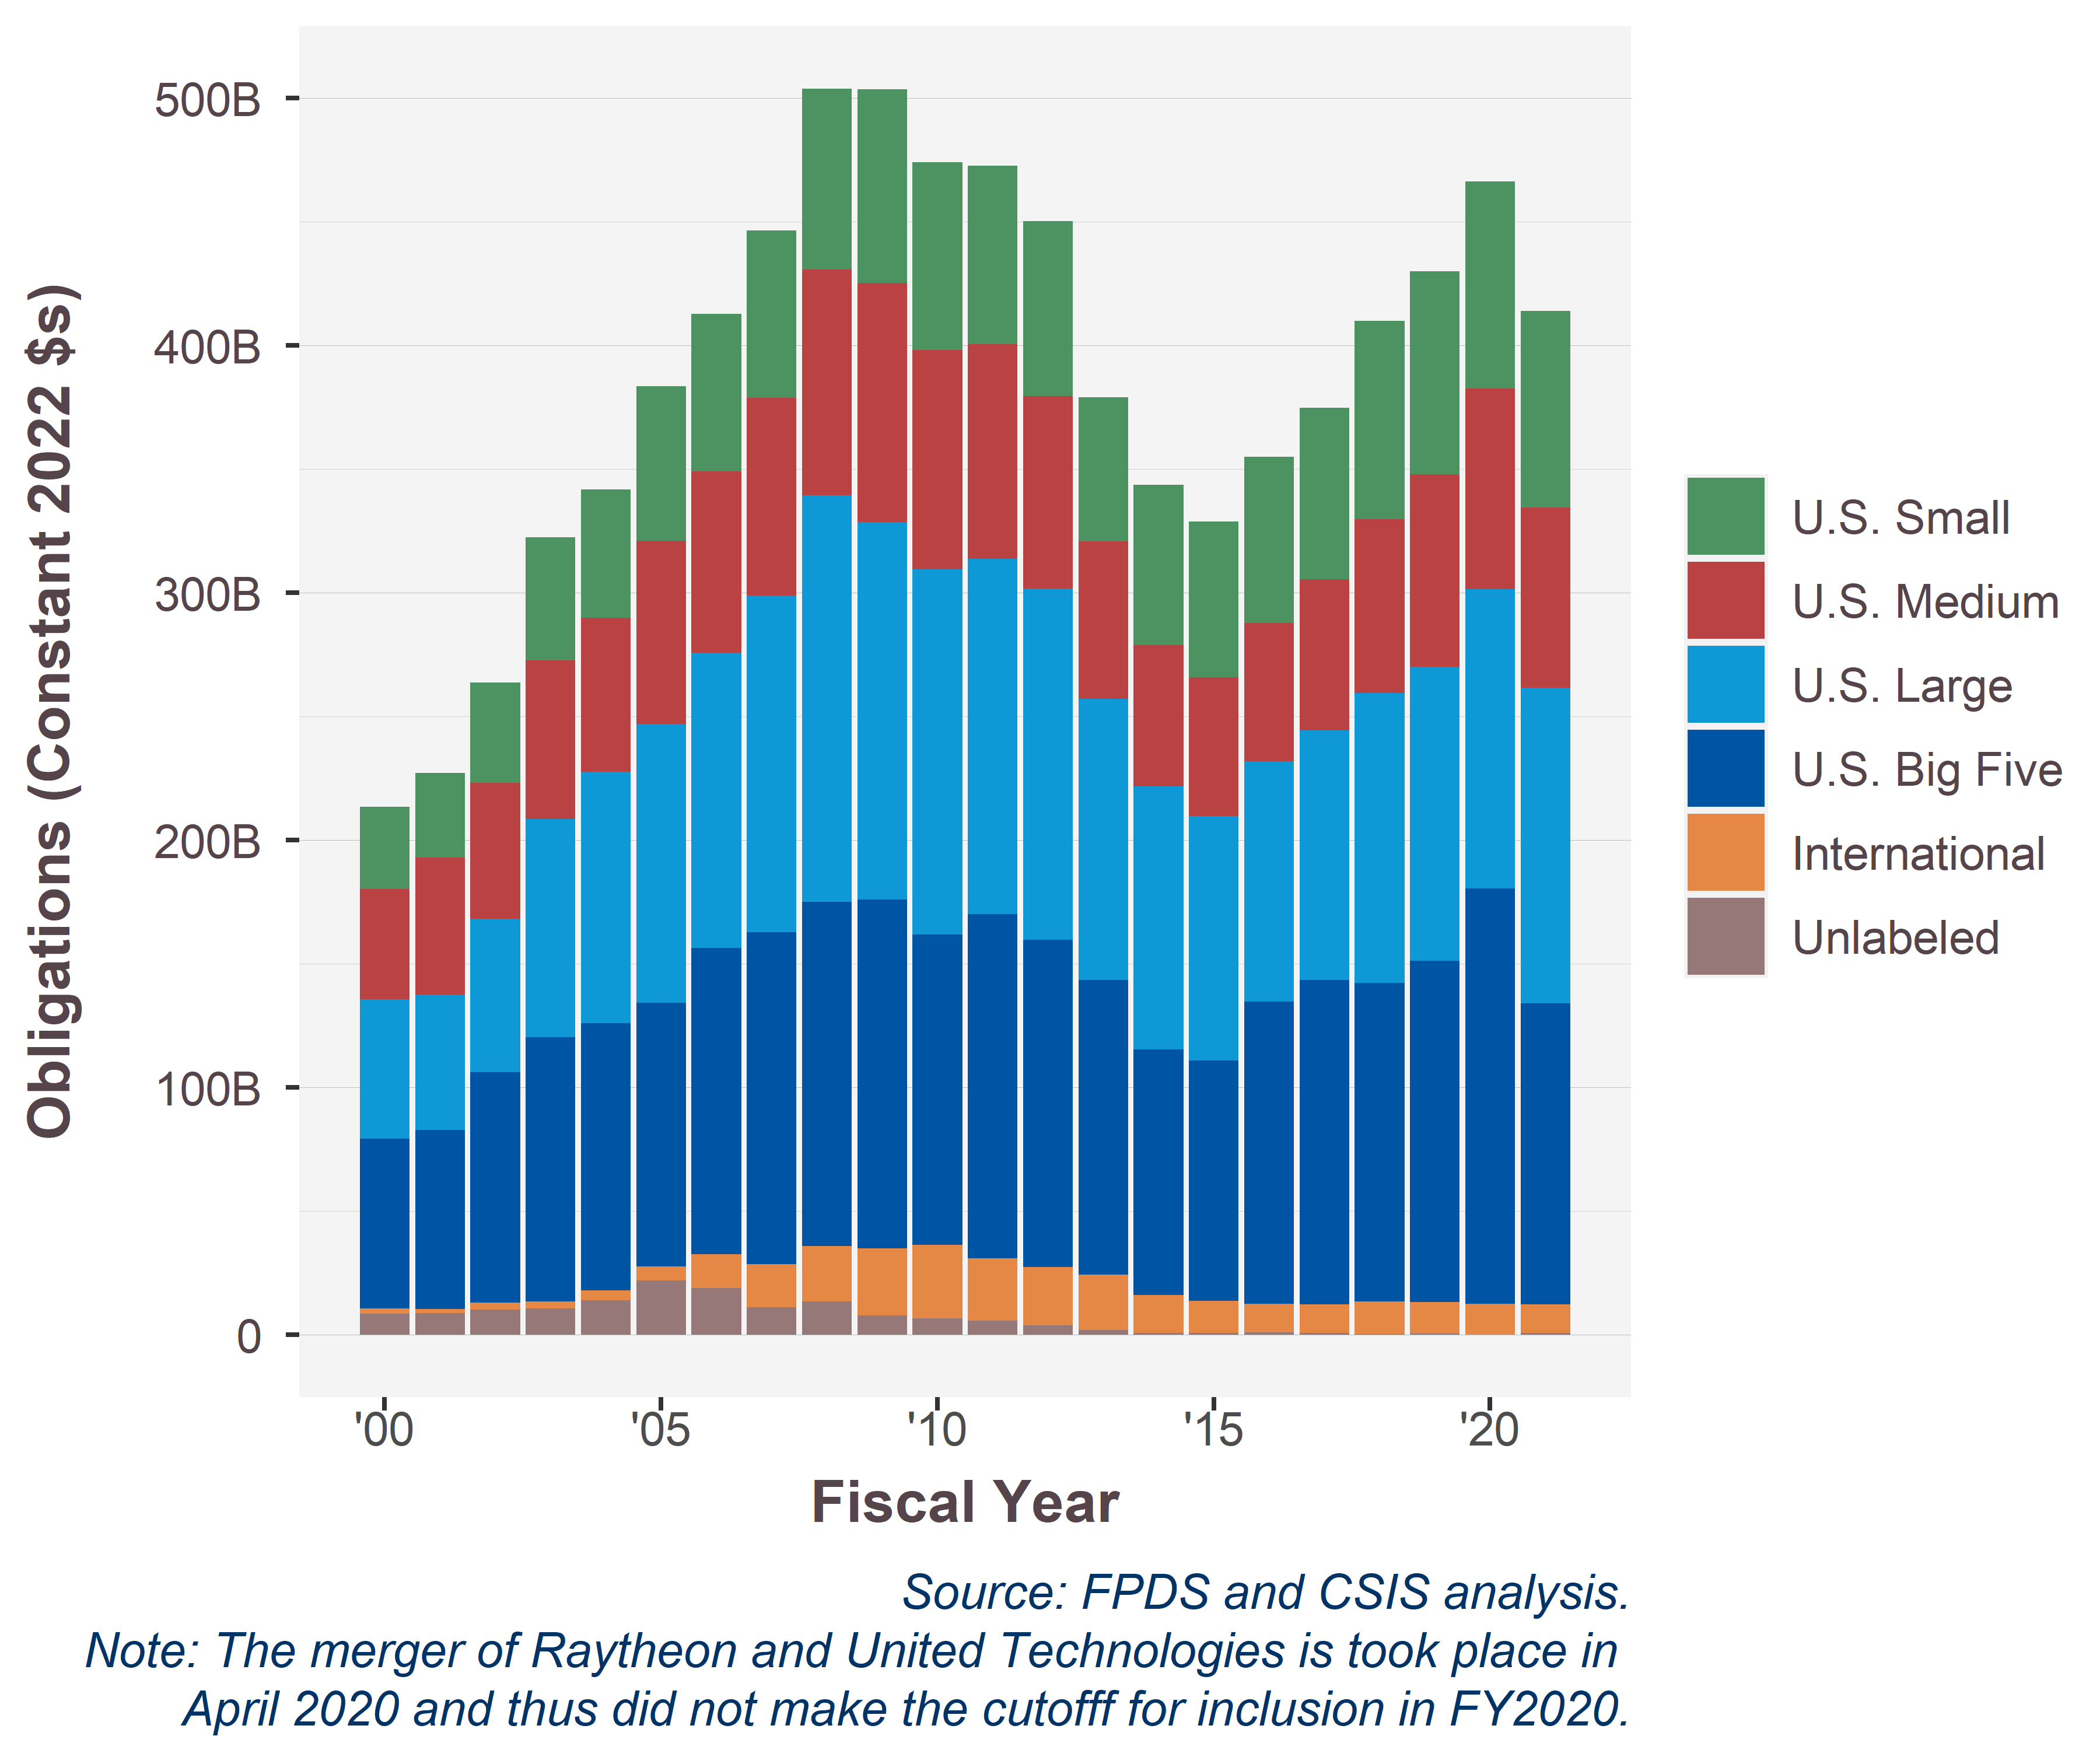 500B
400B
300B
200B
100B
0
Obligations (Constant 2022 $s)
'00
'05
'10
'15
'20
Fiscal Year
U.S. Small
U.S. Medium
U.S. Large
U.S. Big Five
International
Unlabeled
Source: FPDS and CSIS analysis.
Note: The merger of Raytheon and United Technologies is took place in
April 2020 and thus did not make the cutofff for inclusion in FY2020.